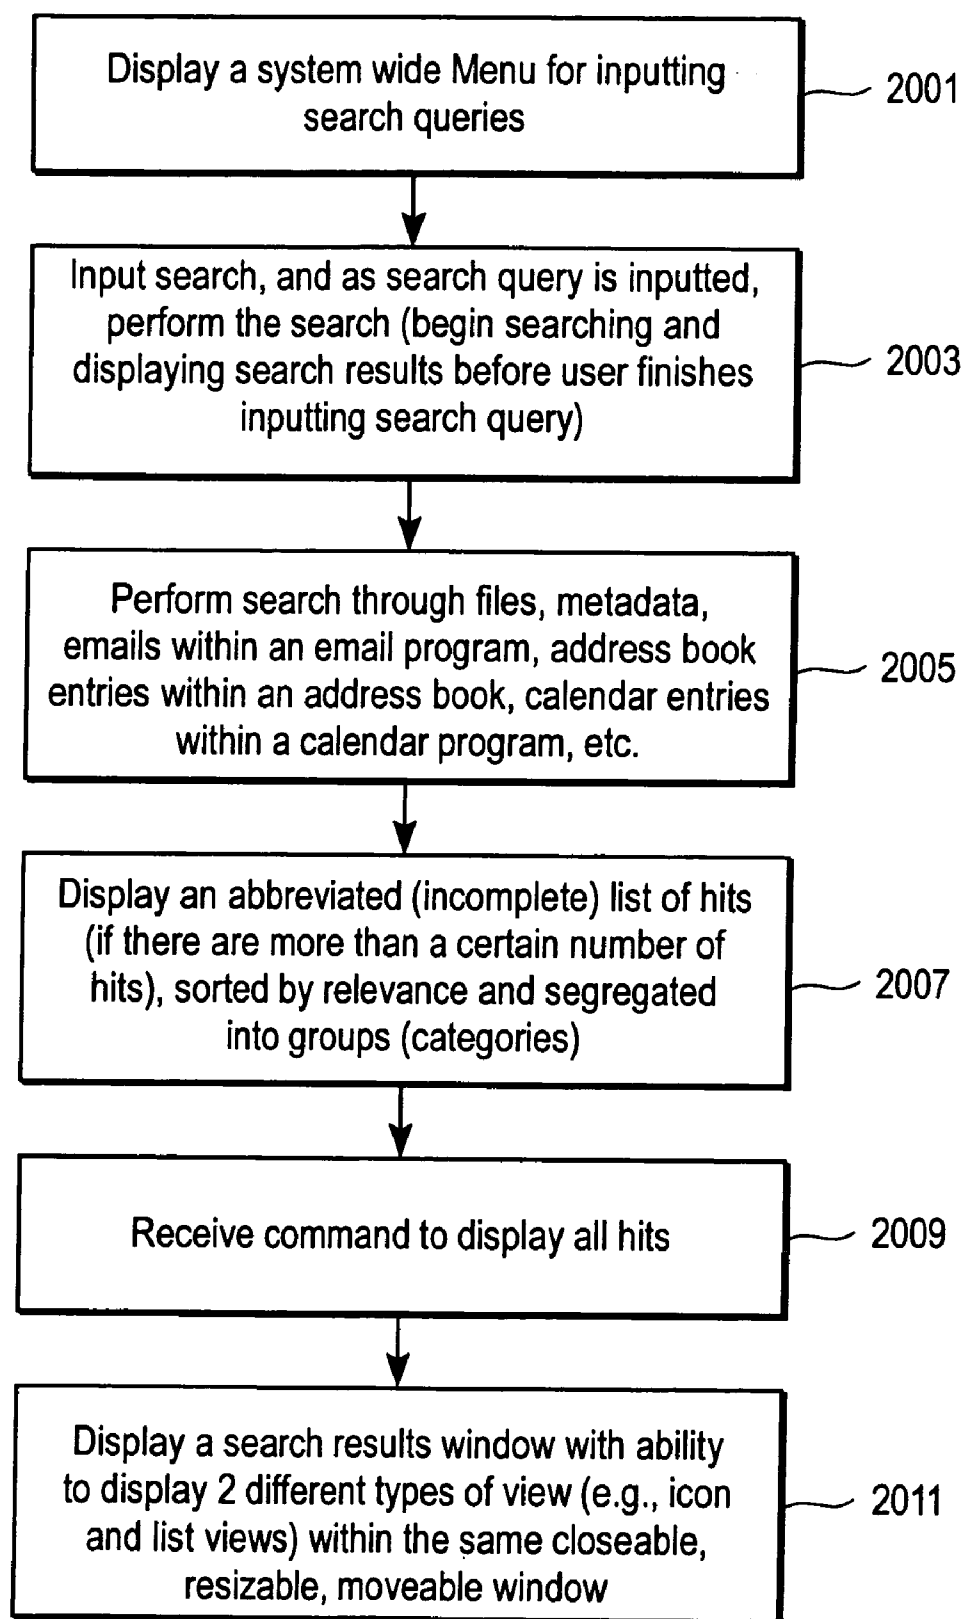 Display a system wide Menu for inputting
search queries
2001
Input search, and as search query is inputted,
perform the search (begin searching and
displaying search results before user finishes
inputting search query)
2003
Perform search through files, metadata,
emails within an email program, address book
entries within an address book, calendar entries
within a calendar program, etc.
2005
Display an abbreviated (incomplete) list of hits
(if there are more than a certain number of
hits), sorted by relevance and segregated
into groups (categories)
2007
Receive command to display all hits
2009
Display a search results window with ability
to display 2 different types of view (e.g., icon
and list views) within the same closeable,
resizable, moveable window
2011